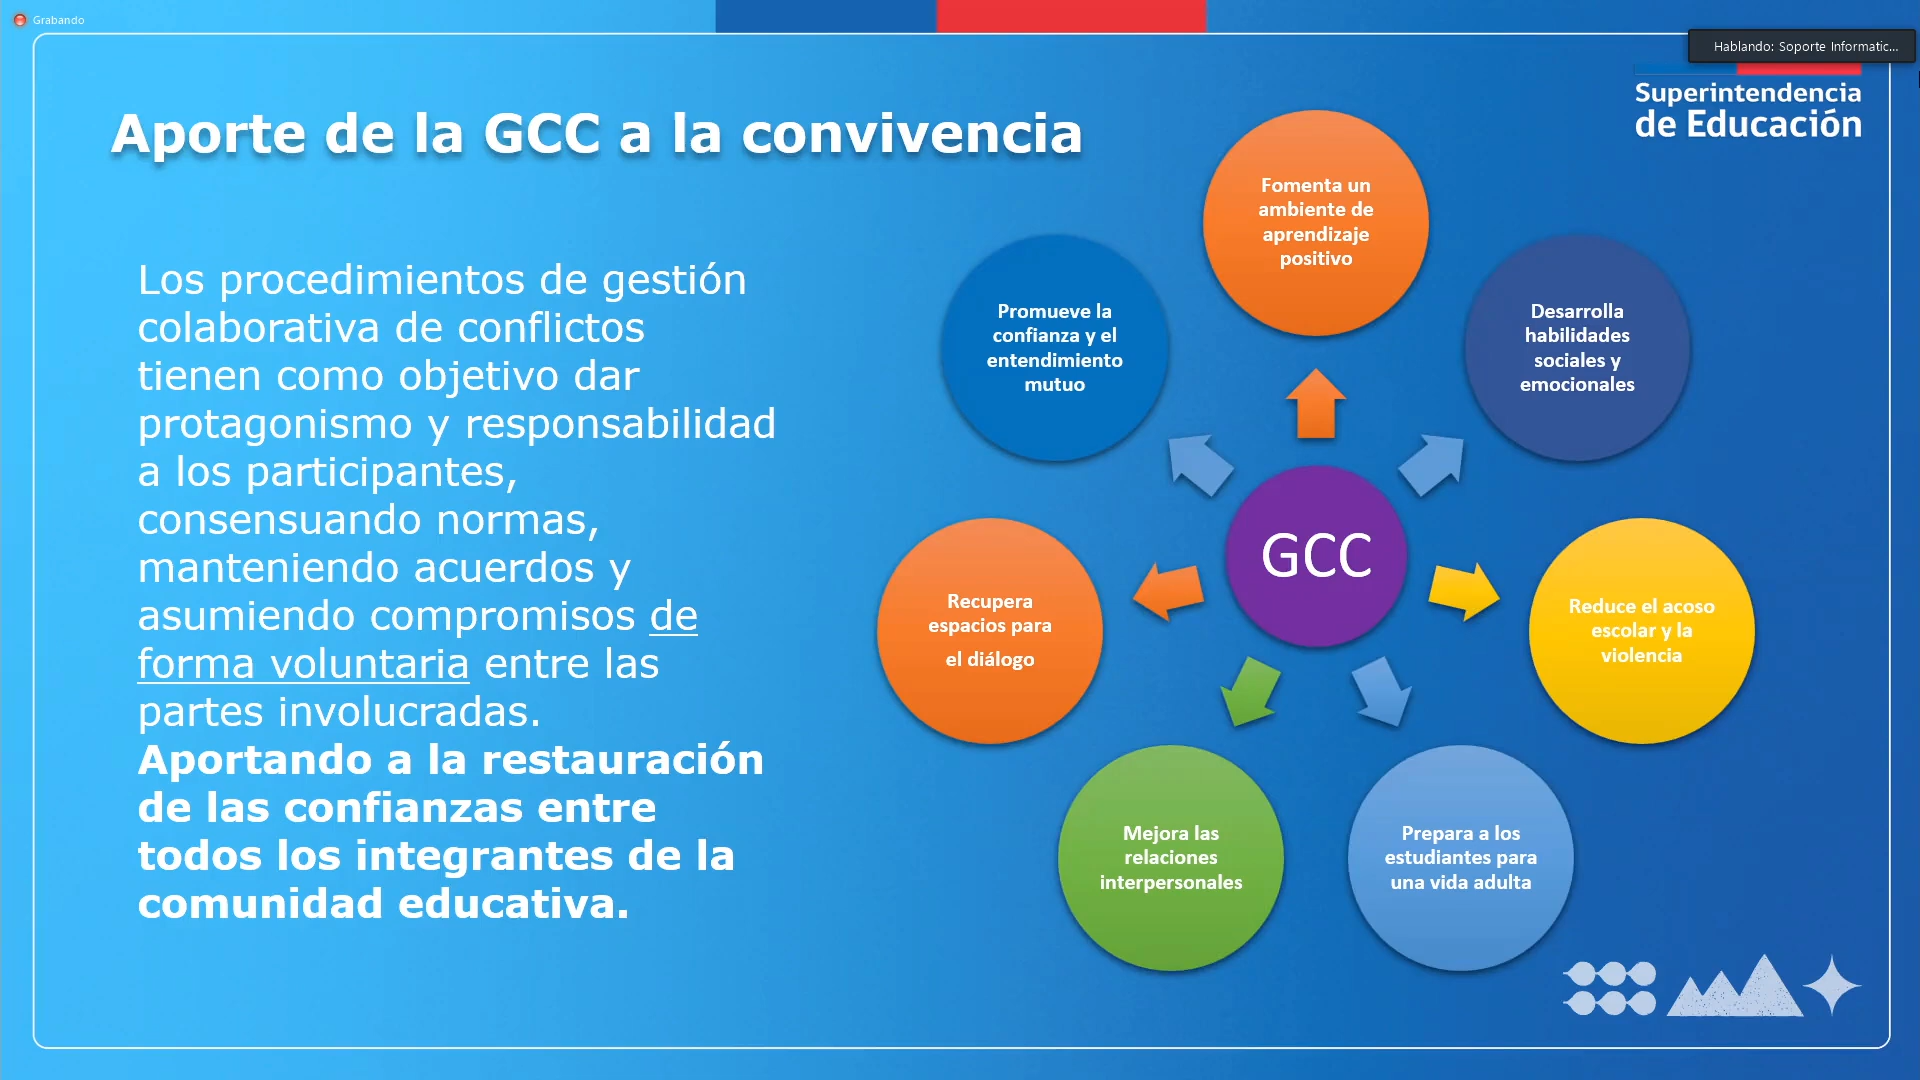 Grabando
Hablando: Soporte Informatic...
Superintendencia
de Educación
Aporte de la GCC a la convivencia
Los procedimientos de gestión
colaborativa de conflictos
tienen como objetivo dar
protagonismo y responsabilidad
a los participantes,
consensuando normas,
manteniendo acuerdos y
asumiendo compromisos de
forma voluntaria entre las
partes involucradas.
Aportando a la restauración
de las confianzas entre
todos los integrantes de la
comunidad educativa.
Fomenta un
ambiente de
aprendizaje
positivo
Desarrolla
habilidades
sociales y
emocionales
Reduce el acoso
escolar y la
violencia
Prepara a los
estudiantes para
una vida adulta
Mejora las
relaciones
interpersonales
Recupera
espacios para
el diálogo
Promueve la
confianza y el
entendimiento
mutuo
GCC